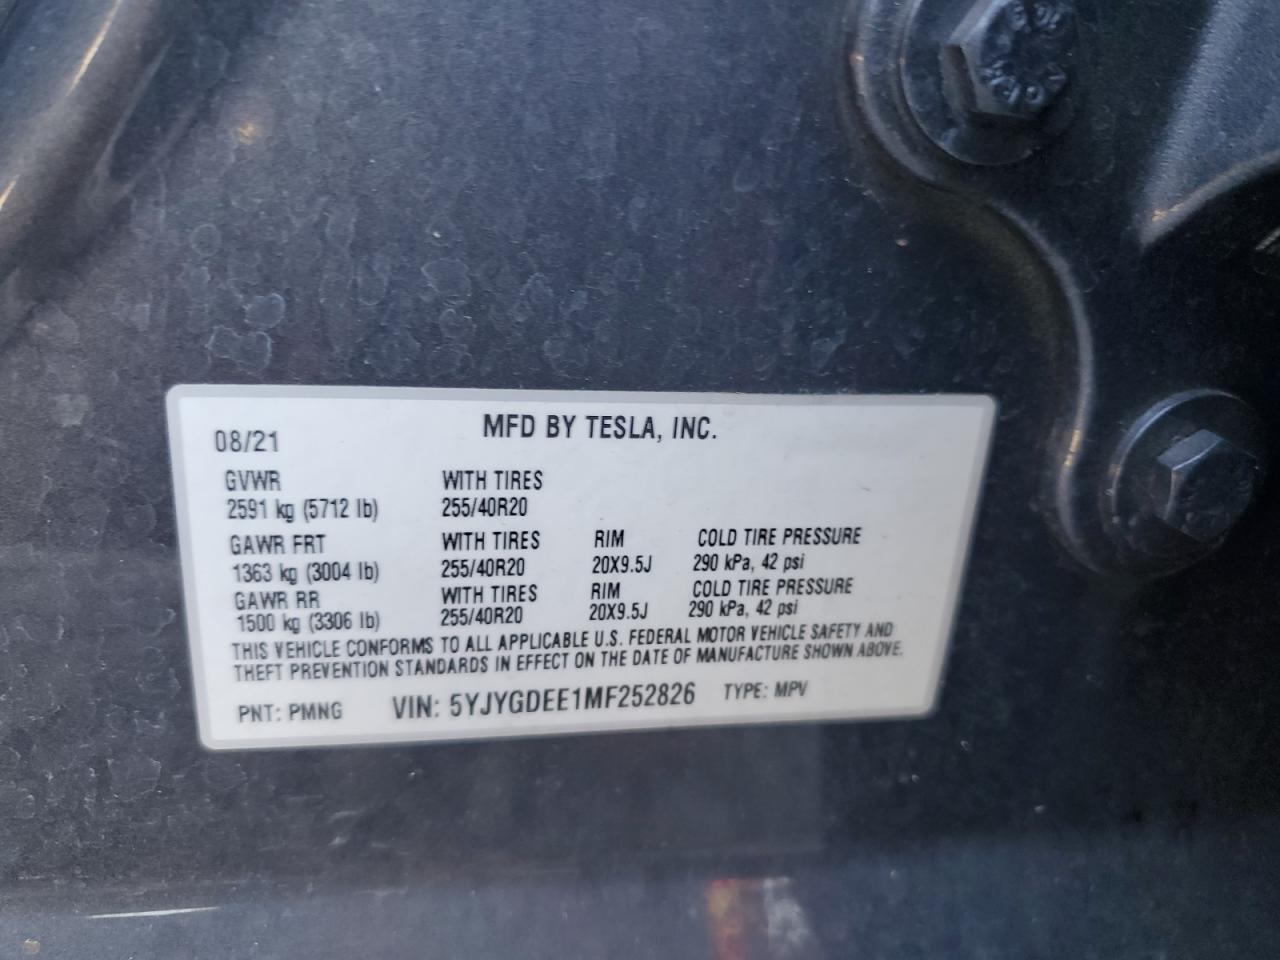 MFD BY TESLA, INC.
08/21
GVWR WITH TIRES
2591 kg (5712 lb) 255/40R20
GAWR FRT WITH TIRES RIM COLD TIRE PRESSURE
1363 kg (3004 lb) 255/40R20 20X9.5J 290 kPa, 42 psi
GAWR RR WITH TIRES RIM COLD TIRE PRESSURE
1500 kg (3306 lb) 255/40R20 20X9.5J 290 kPa, 42 psi
THIS VEHICLE CONFORMS TO ALL APPLICABLE U.S. FEDERAL MOTOR VEHICLE SAFETY AND
THEFT PREVENTION STANDARDS IN EFFECT ON THE DATE OF MANUFACTURE SHOWN ABOVE.
PNT: PMNG VIN: 5YJYGDEE1MF252826 TYPE: MPV